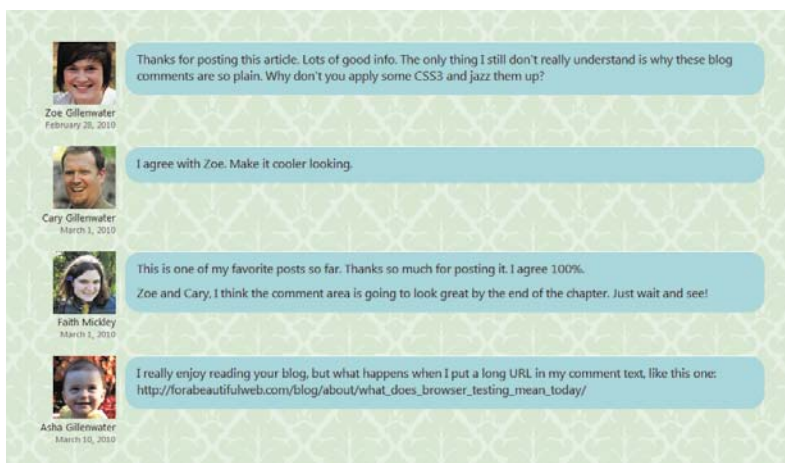 Thanks for posting this article. Lots of good info. The only thing I still don't really understand is why these blog
comments are so plain. Why don't you apply some CSS3 and jazz them up?
Zoe Gillenwater
February 28, 2010
I agree with Zoe. Make it cooler looking.
Cary Gillenwater
March 1, 2010
This is one of my favorite posts so far. Thanks so much for posting it. I agree 100%.
Zoe and Cary, I think the comment area is going to look great by the end of the chapter. Just wait and see!
Faith Mickley
March 1, 2010
I really enjoy reading your blog, but what happens when I put a long URL in my comment text, like this one:
http://forabeautifulweb.com/blog/about/what_does_browser_testing_mean_today/
Asha Gillenwater
March 10, 2010